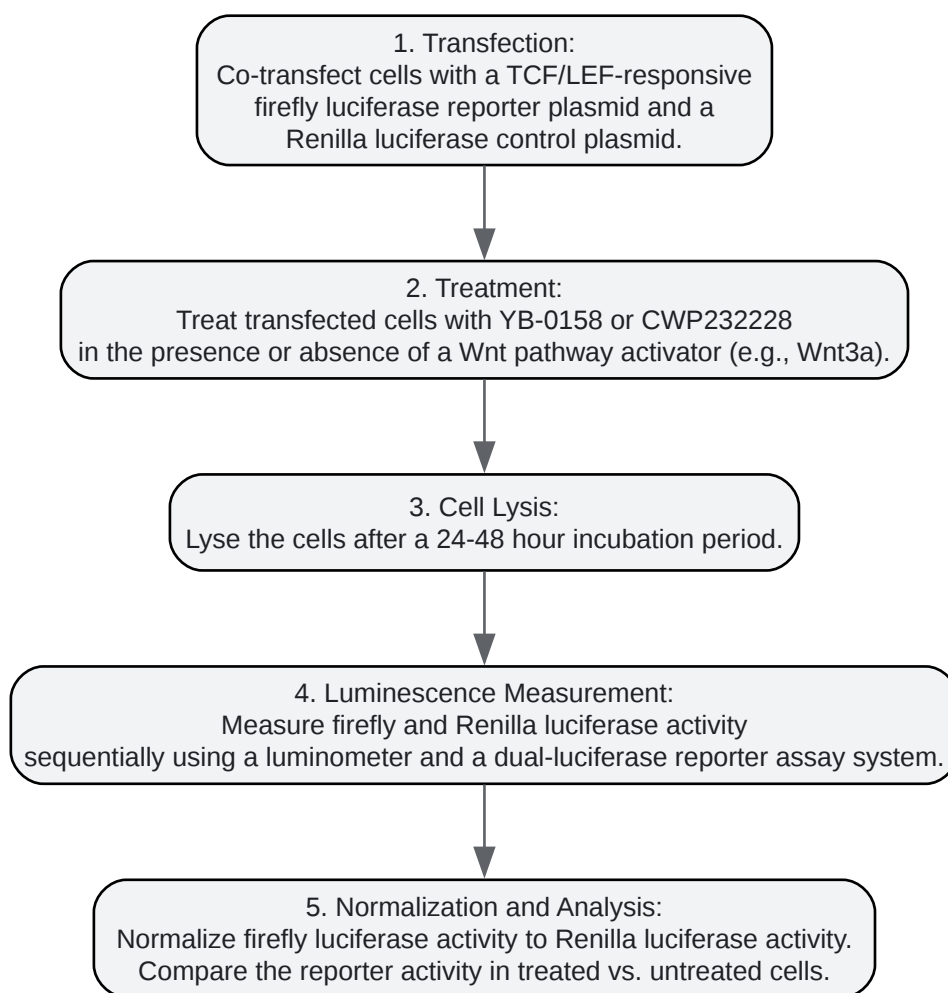 1. Transfection:
Co-transfect cells with a TCF/LEF-responsive
firefly luciferase reporter plasmid and a
Renilla luciferase control plasmid.
2. Treatment:
Treat transfected cells with YB-0158 or CWP232228
in the presence or absence of a Wnt pathway activator (e.g., Wnt3a).
3. Cell Lysis:
Lyse the cells after a 24-48 hour incubation period.
4. Luminescence Measurement:
Measure firefly and Renilla luciferase activity
sequentially using a luminometer and a dual-luciferase reporter assay system.
5. Normalization and Analysis:
Normalize firefly luciferase activity to Renilla luciferase activity.
Compare the reporter activity in treated vs. untreated cells.